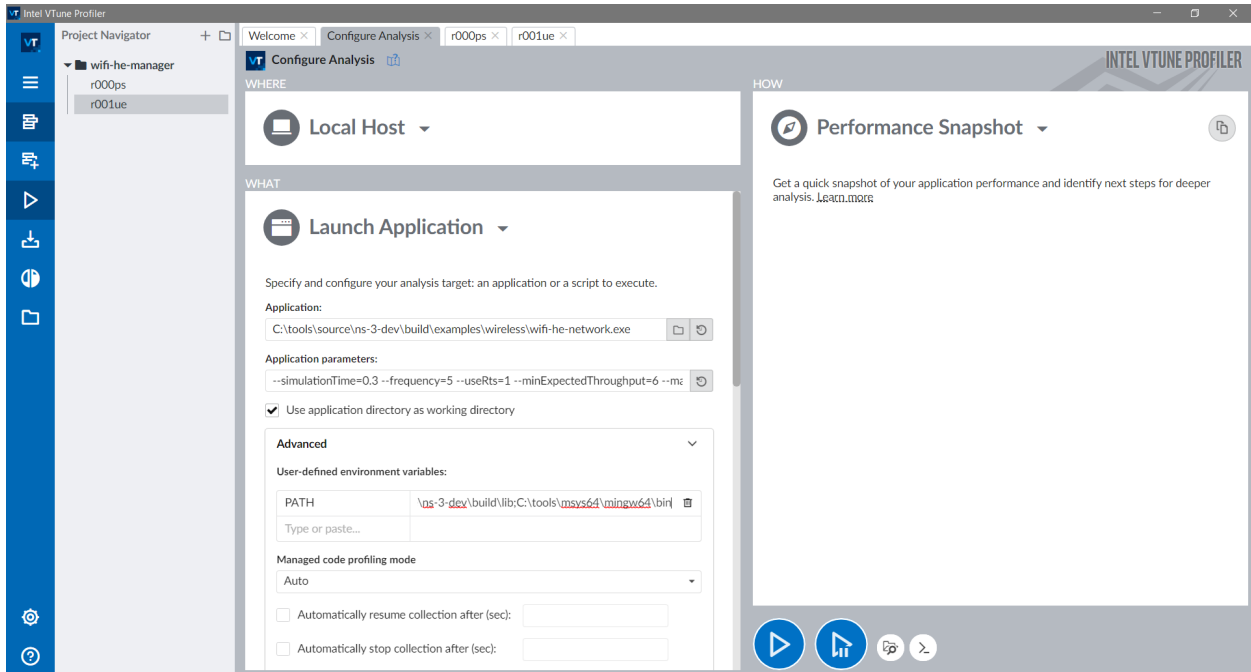 VT Intel VTune Profiler
VT
Project Navigator
wifi-he-manager
r000ps
r001ue
Welcome
Configure Analysis
r000ps
r001ue
VT Configure Analysis
INTEL VTUNE PROFILER
WHERE
Local Host
WHAT
Launch Application
Specify and configure your analysis target: an application or a script to execute.
Application:
C:\tools\source\ns-3-dev\build\examples\wireless\wifi-he-network.exe
Application parameters:
--simulationTime=0.3 --frequency=5 --useRts=1 --minExpectedThroughput=6 --ma
Use application directory as working directory
Advanced
User-defined environment variables:
PATH \ns-3-dev\build\lib;C:\tools\msys64\mingw64\bin
Type or paste...
Managed code profiling mode
Auto
Automatically resume collection after (sec):
Automatically stop collection after (sec):
HOW
Performance Snapshot
Get a quick snapshot of your application performance and identify next steps for deeper
analysis. Learn more